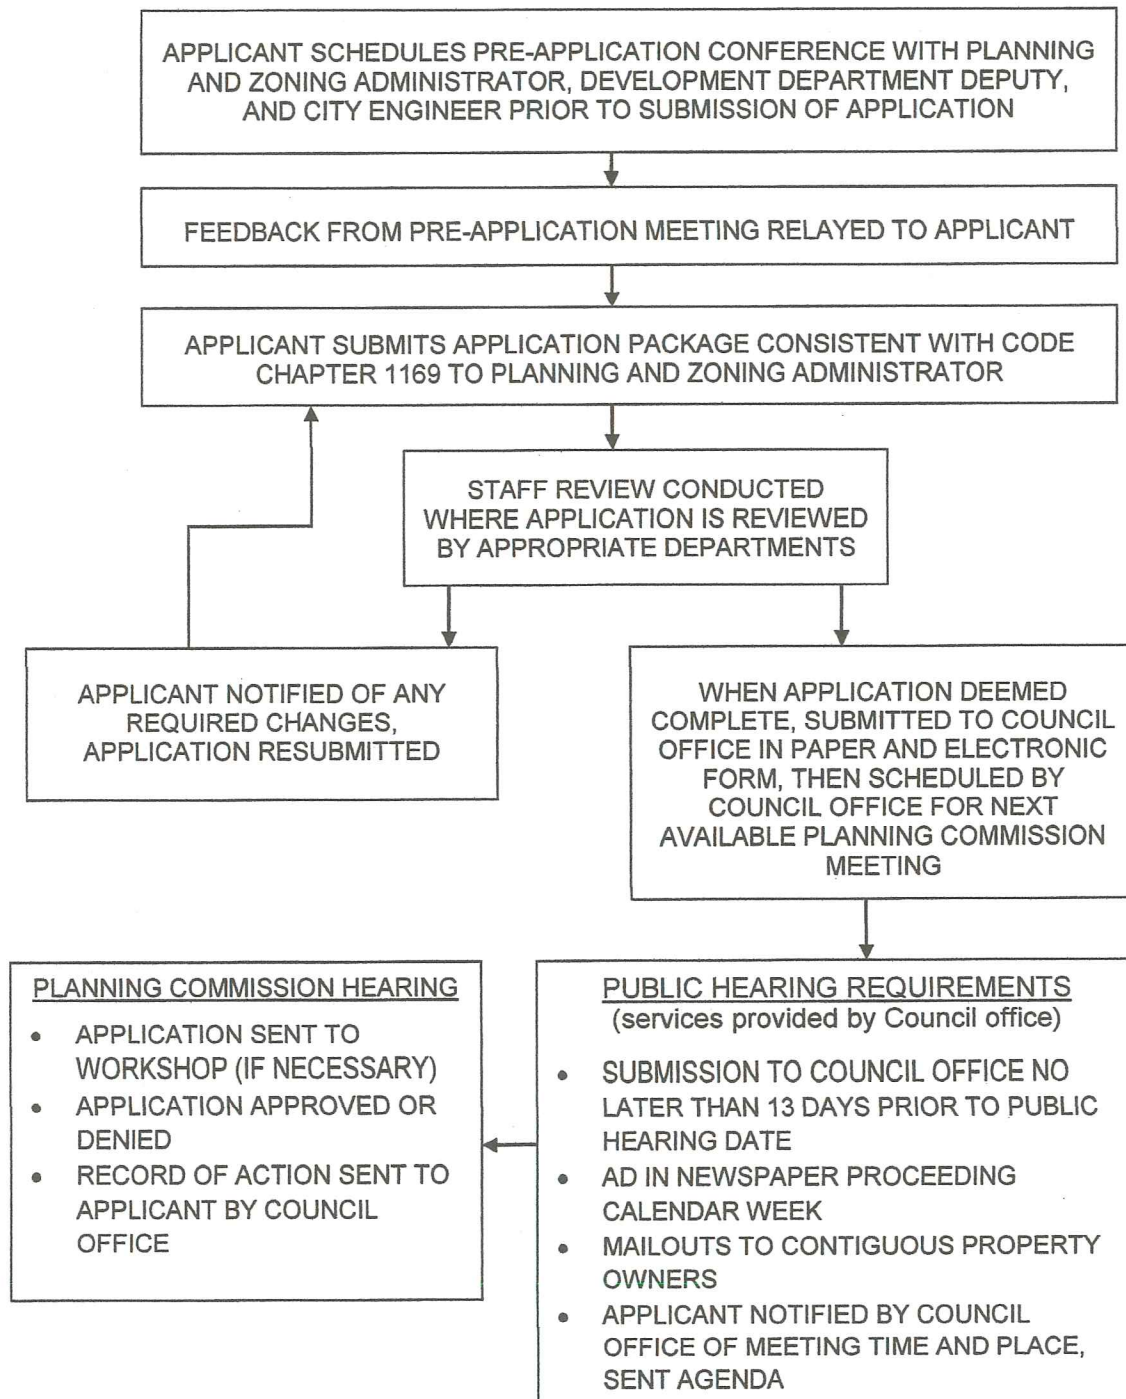 APPLICANT SCHEDULES PRE-APPLICATION CONFERENCE WITH PLANNING
AND ZONING ADMINISTRATOR, DEVELOPMENT DEPARTMENT DEPUTY,
AND CITY ENGINEER PRIOR TO SUBMISSION OF APPLICATION
FEEDBACK FROM PRE-APPLICATION MEETING RELAYED TO APPLICANT
APPLICANT SUBMITS APPLICATION PACKAGE CONSISTENT WITH CODE
CHAPTER 1169 TO PLANNING AND ZONING ADMINISTRATOR
STAFF REVIEW CONDUCTED
WHERE APPLICATION IS REVIEWED
BY APPROPRIATE DEPARTMENTS
APPLICANT NOTIFIED OF ANY
REQUIRED CHANGES,
APPLICATION RESUBMITTED
WHEN APPLICATION DEEMED
COMPLETE, SUBMITTED TO COUNCIL
OFFICE IN PAPER AND ELECTRONIC
FORM, THEN SCHEDULED BY
COUNCIL OFFICE FOR NEXT
AVAILABLE PLANNING COMMISSION
MEETING
PLANNING COMMISSION HEARING
• APPLICATION SENT TO
WORKSHOP (IF NECESSARY)
• APPLICATION APPROVED OR
DENIED
• RECORD OF ACTION SENT TO
APPLICANT BY COUNCIL
OFFICE
PUBLIC HEARING REQUIREMENTS
(services provided by Council office)
• SUBMISSION TO COUNCIL OFFICE NO
LATER THAN 13 DAYS PRIOR TO PUBLIC
HEARING DATE
• AD IN NEWSPAPER PROCEEDING
CALENDAR WEEK
• MAILOUTS TO CONTIGUOUS PROPERTY
OWNERS
• APPLICANT NOTIFIED BY COUNCIL
OFFICE OF MEETING TIME AND PLACE,
SENT AGENDA